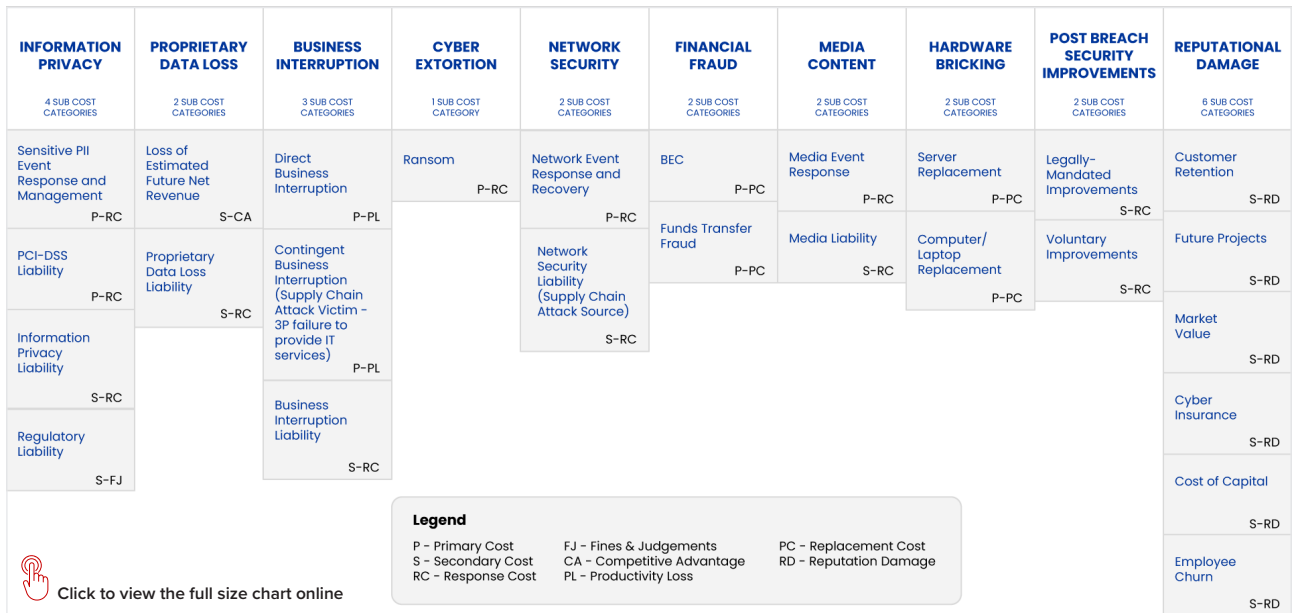 INFORMATION
PRIVACY
4 SUB COST
CATEGORIES
Sensitive PII
Event
Response and
Management
P-RC
PCI-DSS
Liability
P-RC
Information
Privacy
Liability
S-RC
Regulatory
Liability
S-FJ
PROPRIETARY
DATA LOSS
2 SUB COST
CATEGORIES
Loss of
Estimated
Future Net
Revenue
S-CA
Proprietary
Data Loss
Liability
S-RC
BUSINESS
INTERRUPTION
3 SUB COST
CATEGORIES
Direct
Business
Interruption
P-PL
Contingent
Business
Interruption
(Supply Chain
Attack Victim -
3P failure to
provide IT
services)
P-PL
Business
Interruption
Liability
S-RC
CYBER
EXTORTION
1 SUB COST
CATEGORY
Ransom
P-RC
NETWORK
SECURITY
2 SUB COST
CATEGORIES
Network Event
Response and
Recovery
P-RC
Network
Security
Liability
(Supply Chain
Attack Source)
S-RC
FINANCIAL
FRAUD
2 SUB COST
CATEGORIES
BEC
P-PC
Funds Transfer
Fraud
P-PC
MEDIA
CONTENT
2 SUB COST
CATEGORIES
Media Event
Response
P-RC
Media Liability
S-RC
HARDWARE
BRICKING
2 SUB COST
CATEGORIES
Server
Replacement
P-PC
Computer/
Laptop
Replacement
P-PC
POST BREACH
SECURITY
IMPROVEMENTS
2 SUB COST
CATEGORIES
Legally-
Mandated
Improvements
S-RC
Voluntary
Improvements
S-RC
REPUTATIONAL
DAMAGE
6 SUB COST
CATEGORIES
Customer
Retention
S-RD
Future Projects
S-RD
Market
Value
S-RD
Cyber
Insurance
S-RD
Cost of Capital
S-RD
Employee
Churn
S-RD
Legend
P - Primary Cost
S - Secondary Cost
RC - Response Cost
FJ - Fines & Judgements
CA - Competitive Advantage
PL - Productivity Loss
PC - Replacement Cost
RD - Reputation Damage
Click to view the full size chart online